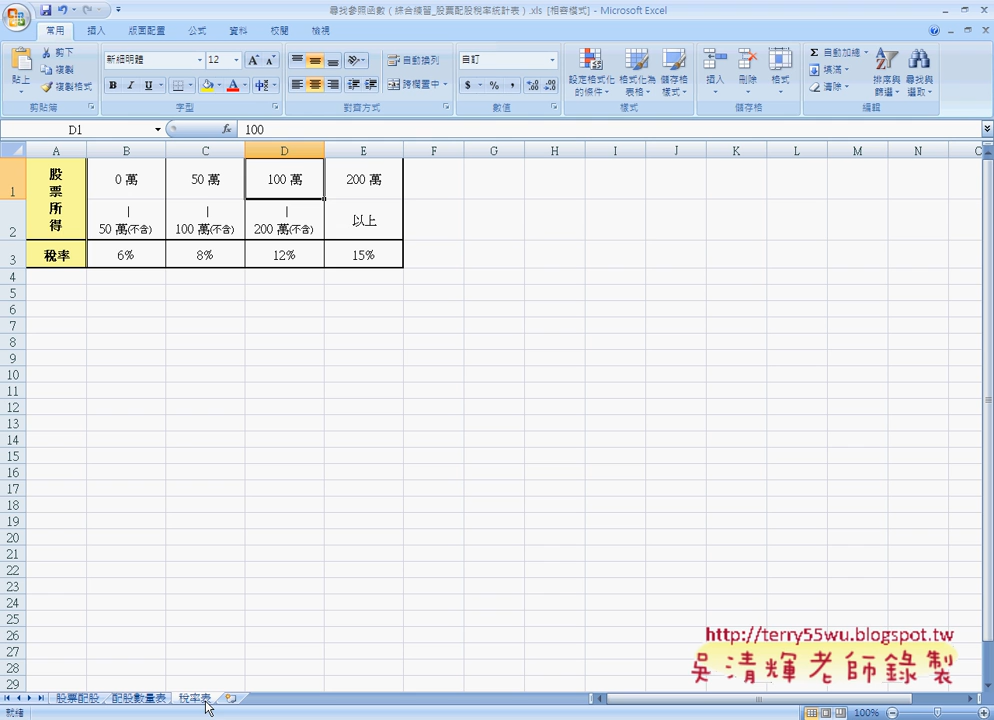 尋找參照函數（綜合練習_股票配股稅率統計表）.xls [相容模式] - Microsoft Excel
常用 插入 版面配置 公式 資料 校閱 檢視
貼上 剪下 複製 複製格式 剪貼簿
新細明體 12 字型
自動換列 跨欄置中 對齊方式
自訂 數值
設定格式化的條件 格式化為表格 儲存格樣式 樣式
插入 刪除 格式 儲存格
Σ 自動加總 填滿 清除 排序與篩選 尋找與選取 編輯
D1 fx 100
A B C D E F G H I J K L M N O
1 股票所得 0 萬 50 萬 100 萬 200 萬
2 | 50 萬(不含) | 100 萬(不含) | 200 萬(不含) 以上
3 稅率 6% 8% 12% 15%
4
5
6
7
8
9
10
11
12
13
14
15
16
17
18
19
20
21
22
23
24
25
26
27
28
29
http://terry55wu.blogspot.tw
吳清輝老師錄製
股票配股 配股數量表 稅率表
就緒 100%